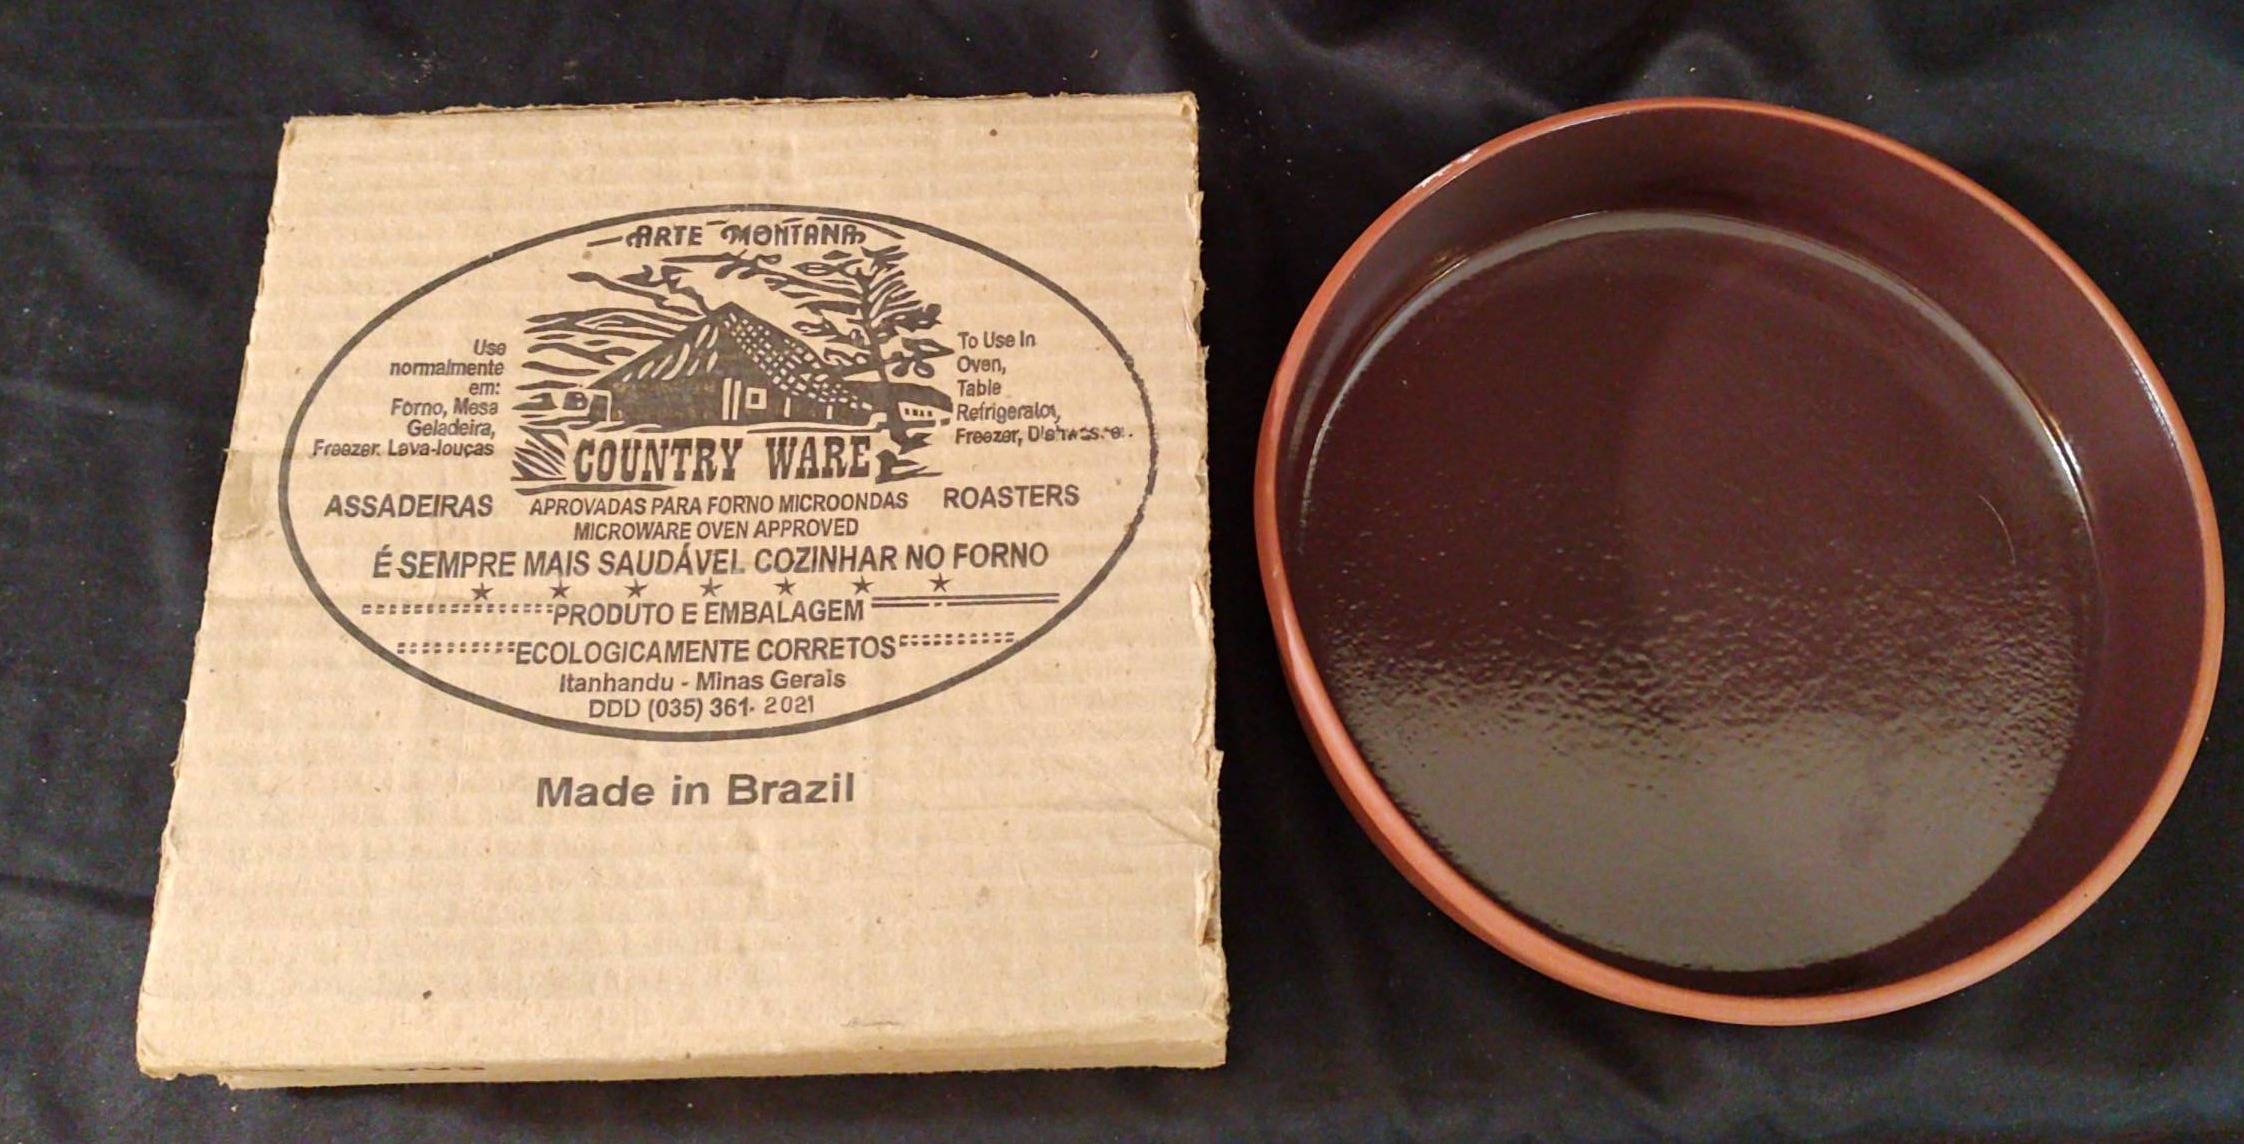 ARTE MONTANA
Use
normalmente
em:
Forno, Mesa
Geladeira,
Freezer. Lava-louças
To Use In
Oven,
Table
Refrigerator,
Freezer,
COUNTRY WARE
ASSADEIRAS
APROVADAS PARA FORNO MICROONDAS
MICROWARE OVEN APPROVED
ROASTERS
É SEMPRE MAIS SAUDÁVEL COZINHAR NO FORNO
PRODUTO E EMBALAGEM
ECOLOGICAMENTE CORRETOS
Itanhandu - Minas Gerais
DDD (035) 361- 2021
Made in Brazil